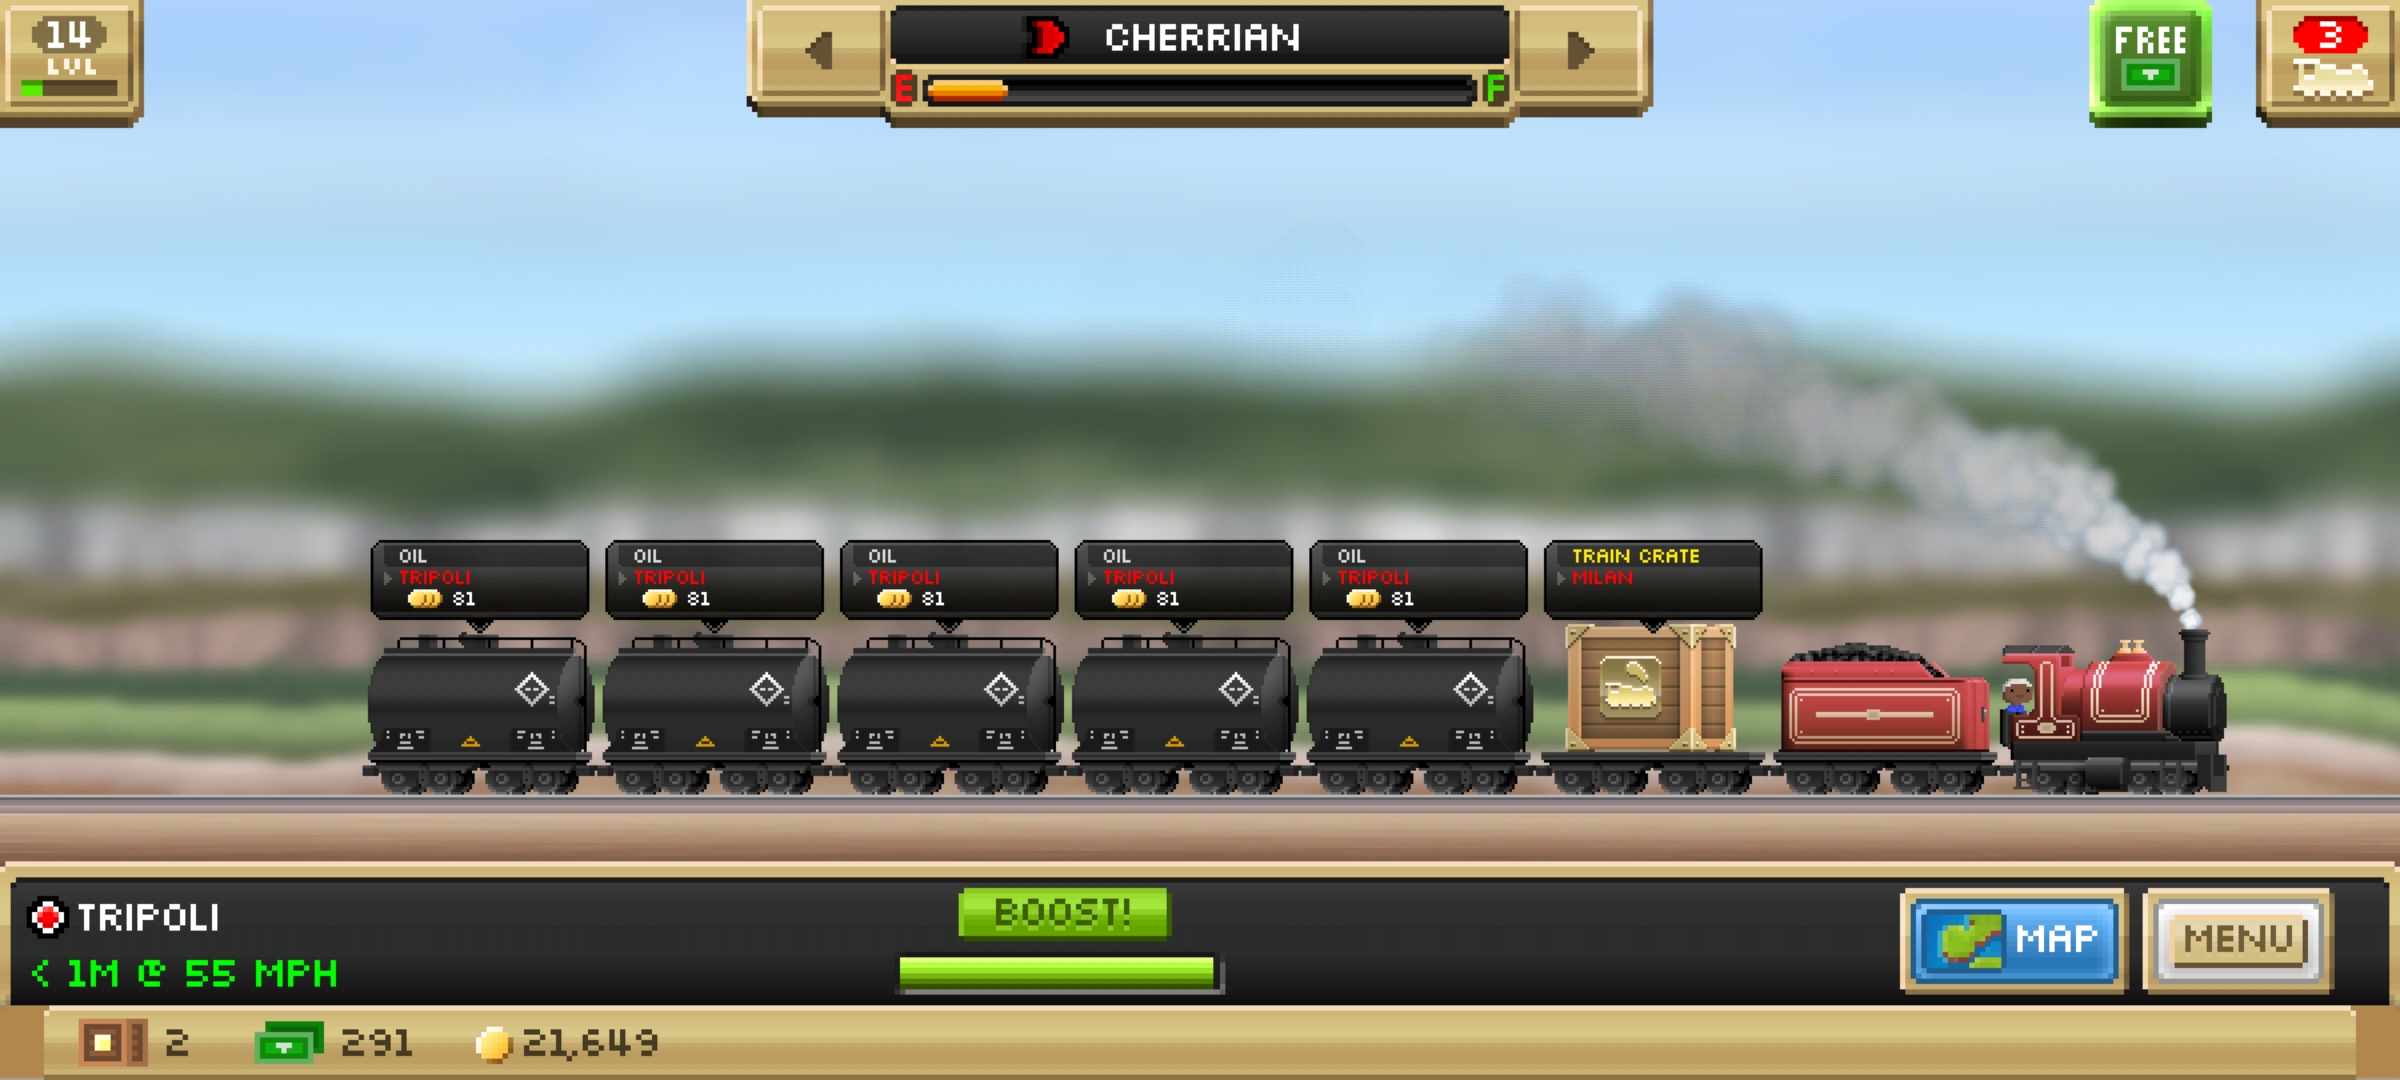 14
LVL
CHERRIAN
E F
FREE
3
OIL
TRIPOLI
81
OIL
TRIPOLI
81
OIL
TRIPOLI
81
OIL
TRIPOLI
81
OIL
TRIPOLI
81
TRAIN CRATE
MILAN
TRIPOLI
< 1M @ 55 MPH
BOOST!
MAP
MENU
2
291
21,649